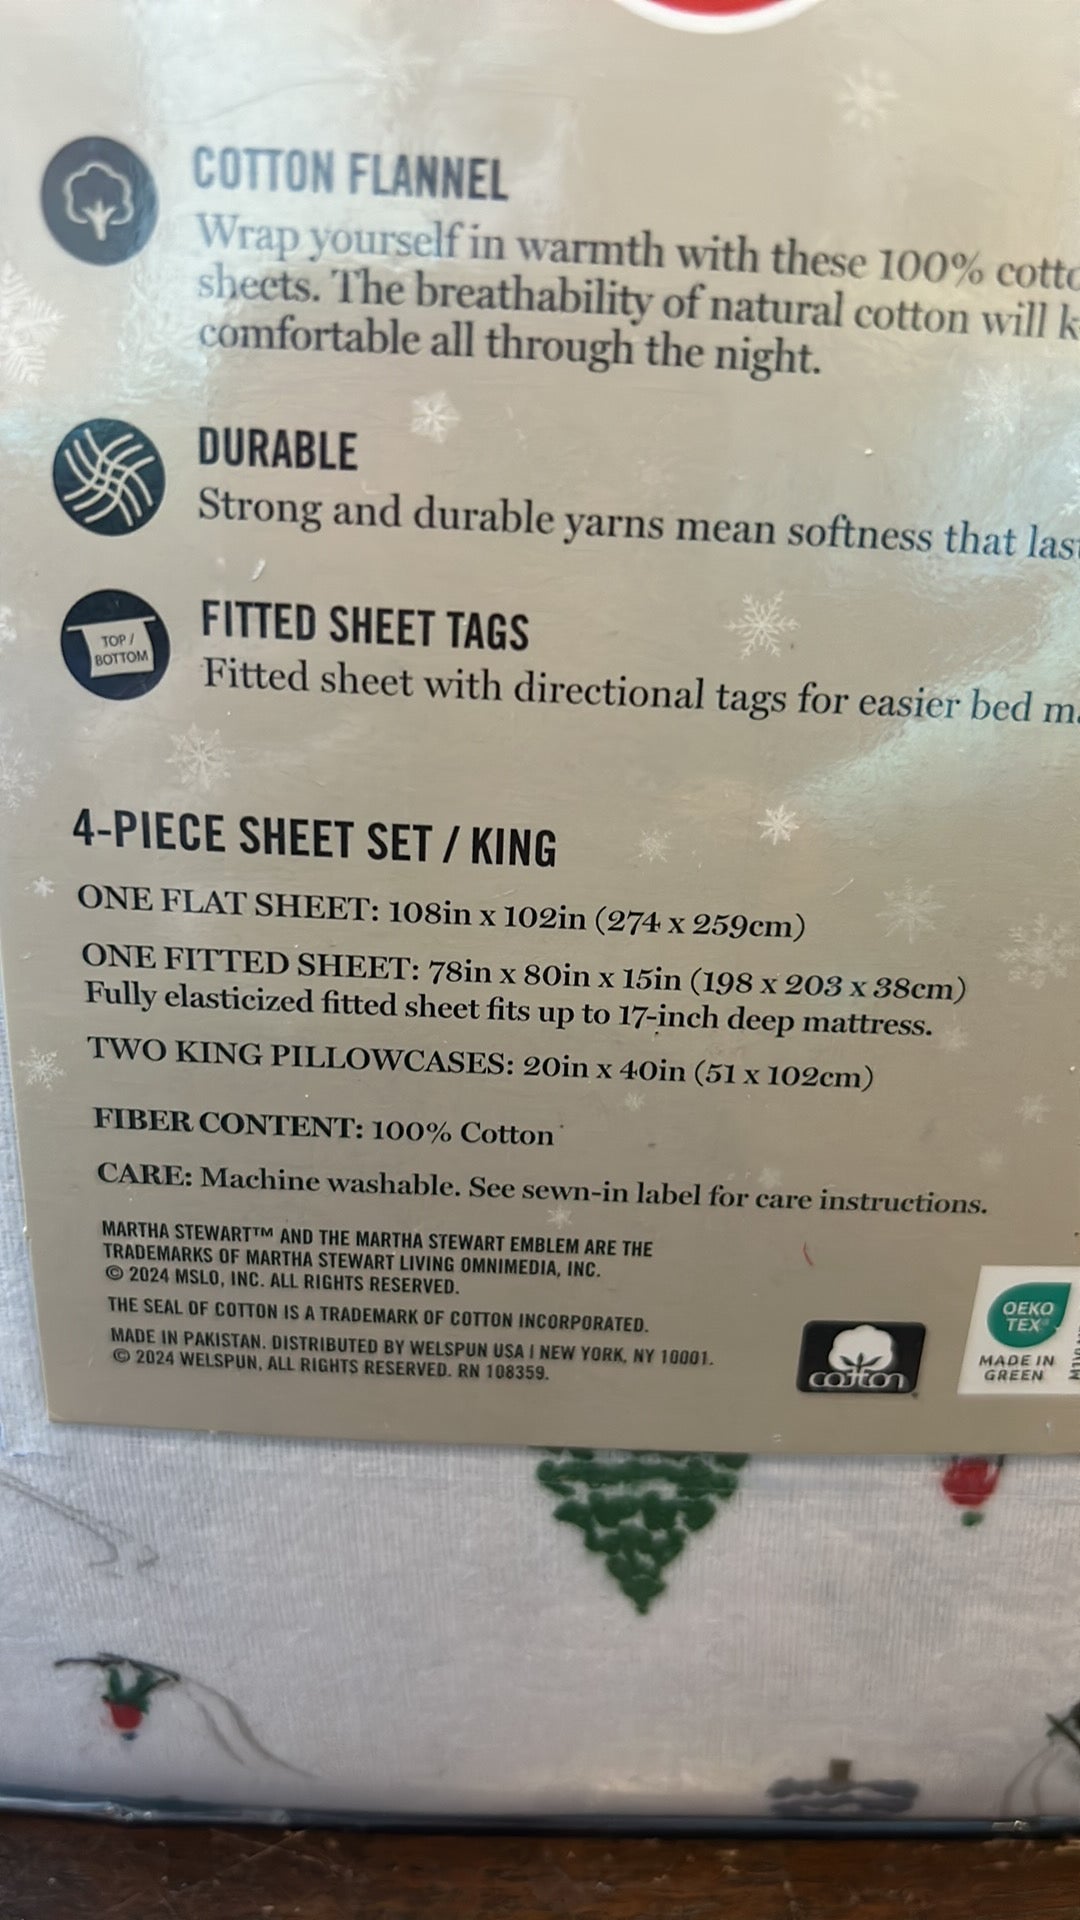 COTTON FLANNEL
Wrap yourself in warmth with these 100% cotto
sheets. The breathability of natural cotton will k
comfortable all through the night.
DURABLE
Strong and durable yarns mean softness that last
TOP /
BOTTOM
FITTED SHEET TAGS
Fitted sheet with directional tags for easier bed ma
4-PIECE SHEET SET / KING
ONE FLAT SHEET: 108in x 102in (274 x 259cm)
ONE FITTED SHEET: 78in x 80in x 15in (198 x 203 x 38cm)
Fully elasticized fitted sheet fits up to 17-inch deep mattress.
TWO KING PILLOWCASES: 20in x 40in (51 x 102cm)
FIBER CONTENT: 100% Cotton
CARE: Machine washable. See sewn-in label for care instructions.
MARTHA STEWART™ AND THE MARTHA STEWART EMBLEM ARE THE
TRADEMARKS OF MARTHA STEWART LIVING OMNIMEDIA, INC.
© 2024 MSLO, INC. ALL RIGHTS RESERVED.
THE SEAL OF COTTON IS A TRADEMARK OF COTTON INCORPORATED.
MADE IN PAKISTAN. DISTRIBUTED BY WELSPUN USA | NEW YORK, NY 10001.
© 2024 WELSPUN, ALL RIGHTS RESERVED. RN 108359.
cotton
OEKO
TEX®
MADE IN
GREEN